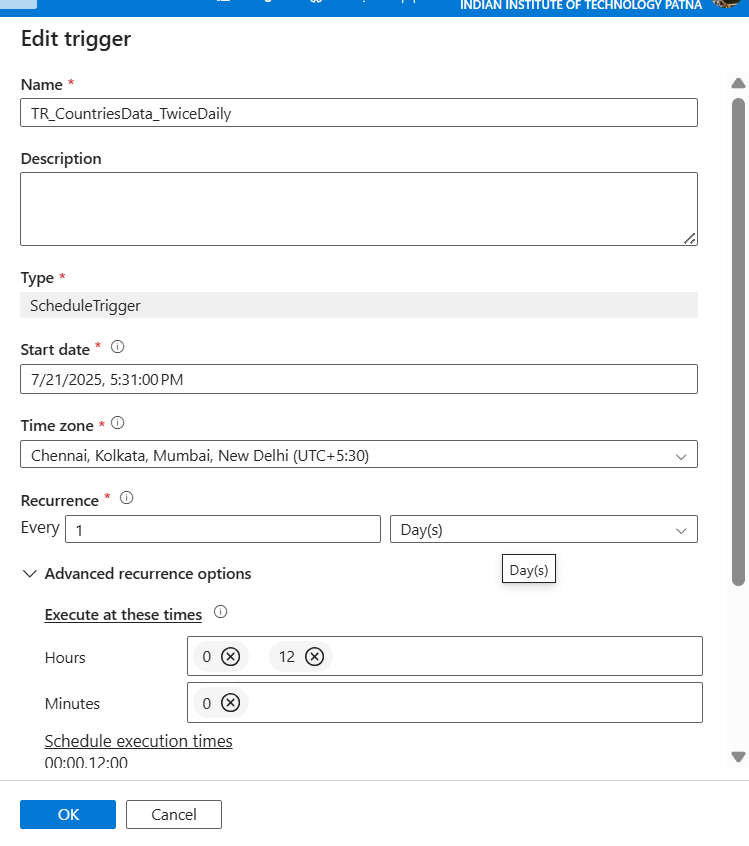 INDIAN INSTITUTE OF TECHNOLOGY PATNA
Edit trigger
Name *
TR_CountriesData_TwiceDaily
Description
Type *
ScheduleTrigger
Start date *
7/21/2025, 5:31:00 PM
Time zone *
Chennai, Kolkata, Mumbai, New Delhi (UTC+5:30)
Recurrence *
Every 1 Day(s)
Advanced recurrence options
Day(s)
Execute at these times
Hours 0 12
Minutes 0
Schedule execution times
00:00,12:00
OK Cancel